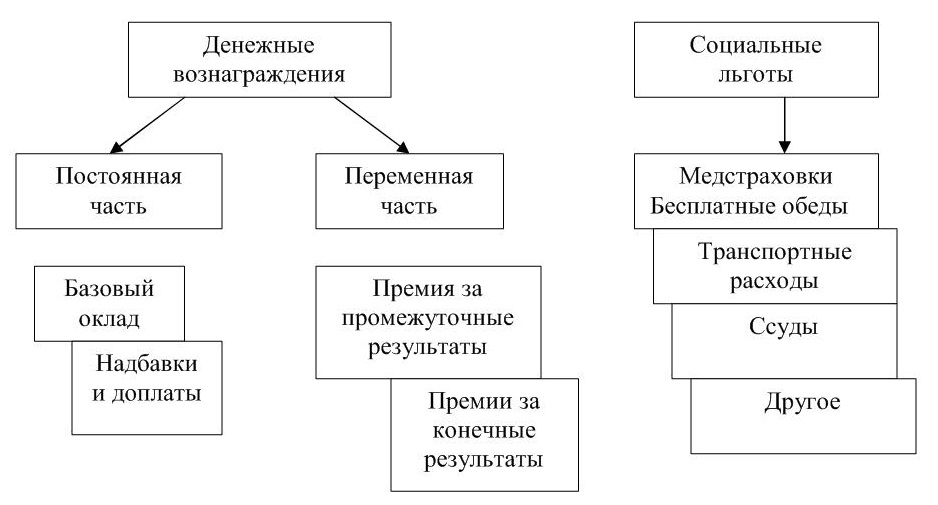 Денежные
вознаграждения
Социальные
льготы
Постоянная
часть
Переменная
часть
Медстраховки
Бесплатные обеды
Транспортные
расходы
Базовый
оклад
Премия за
промежуточные
результаты
Ссуды
Надбавки
и доплаты
Премии за
конечные
результаты
Другое